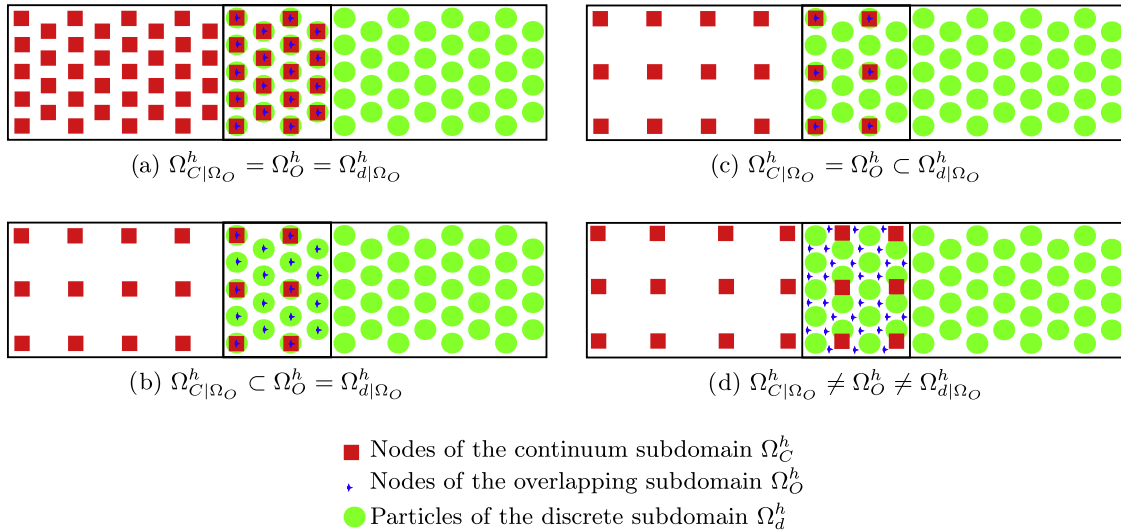 (a) Ω^h_{C|Ω_O} = Ω^h_O = Ω^h_{d|Ω_O}
(c) Ω^h_{C|Ω_O} = Ω^h_O ⊂ Ω^h_{d|Ω_O}
(b) Ω^h_{C|Ω_O} ⊂ Ω^h_O = Ω^h_{d|Ω_O}
(d) Ω^h_{C|Ω_O} ≠ Ω^h_O ≠ Ω^h_{d|Ω_O}
Nodes of the continuum subdomain Ω^h_C
Nodes of the overlapping subdomain Ω^h_O
Particles of the discrete subdomain Ω^h_d